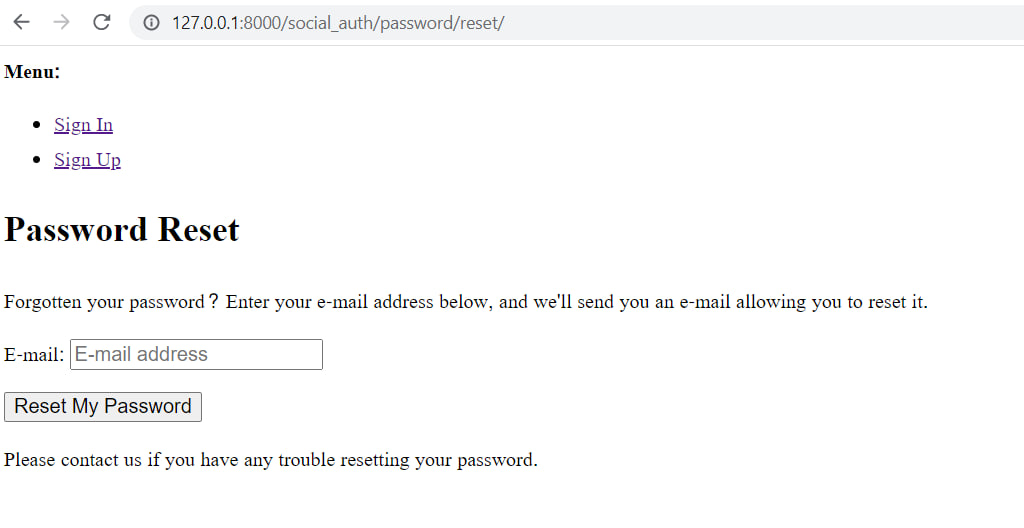 127.0.0.1:8000/social_auth/password/reset/
Menu:
Sign In
Sign Up
Password Reset
Forgotten your password? Enter your e-mail address below, and we'll send you an e-mail allowing you to reset it.
E-mail: E-mail address
Reset My Password
Please contact us if you have any trouble resetting your password.